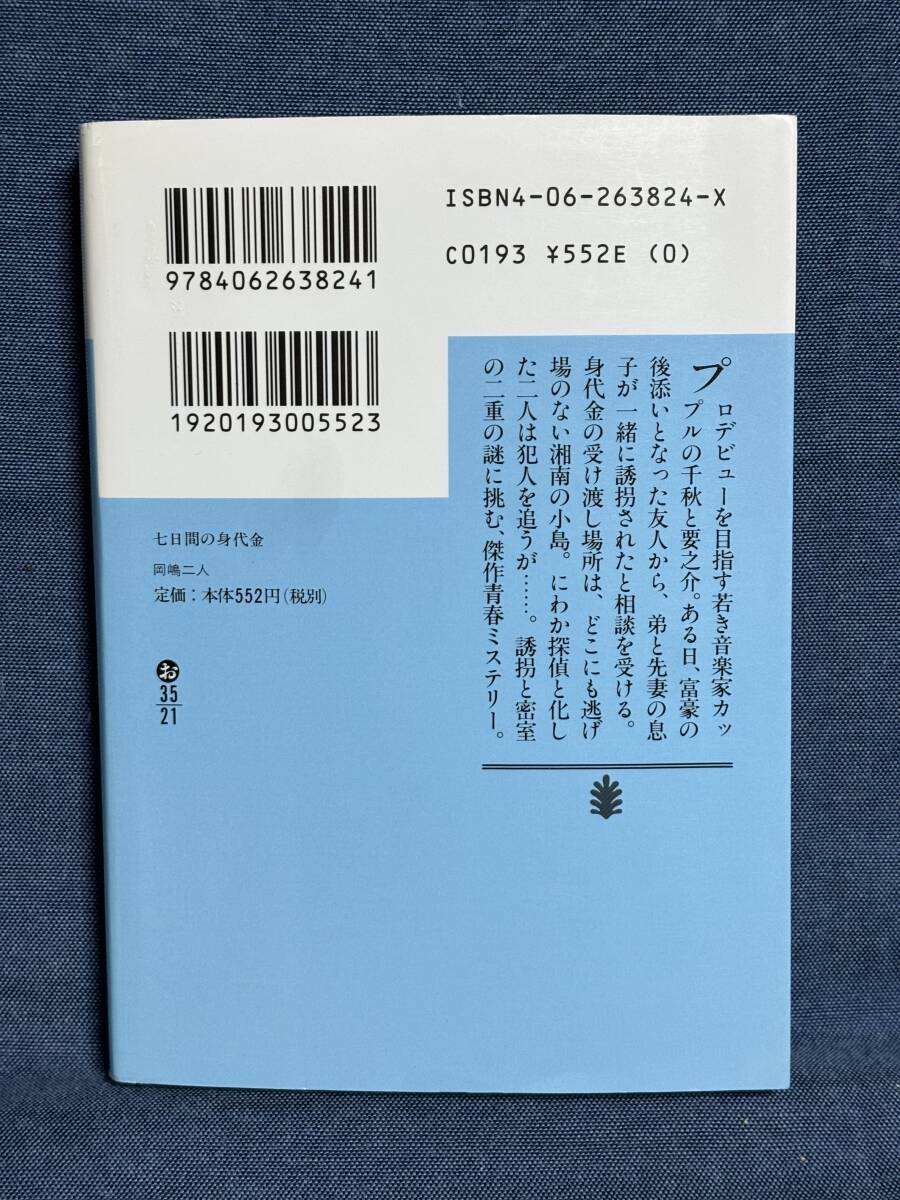 9784062638241
ISBN4-06-263824-X
C0193 ¥552E (0)
1920193005523
プロデビューを目指す若き音楽家カッ
プルの千秋と要之介。ある日、富豪の
後添いとなった友人から、弟と先妻の息
子が一緒に誘拐されたと相談を受ける。
身代金の受け渡し場所は、どこにも逃げ
場のない湘南の小島。にわか探偵と化し
た二人は犯人を追うが……。誘拐と密室
の二重の謎に挑む、傑作青春ミステリー。
七日間の身代金
岡嶋二人
定価:本体552円(税別)
お
35
21